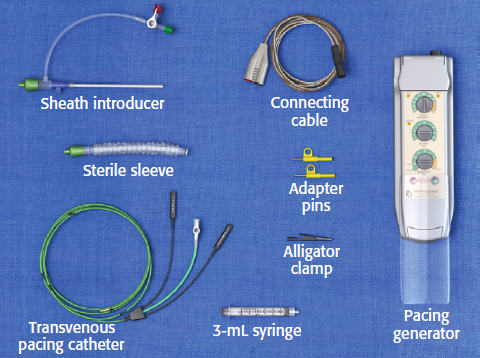 Sheath introducer
Connecting
cable
Sterile sleeve
Adapter
pins
Alligator
clamp
Transvenous
pacing catheter
3-mL syringe
Pacing
generator